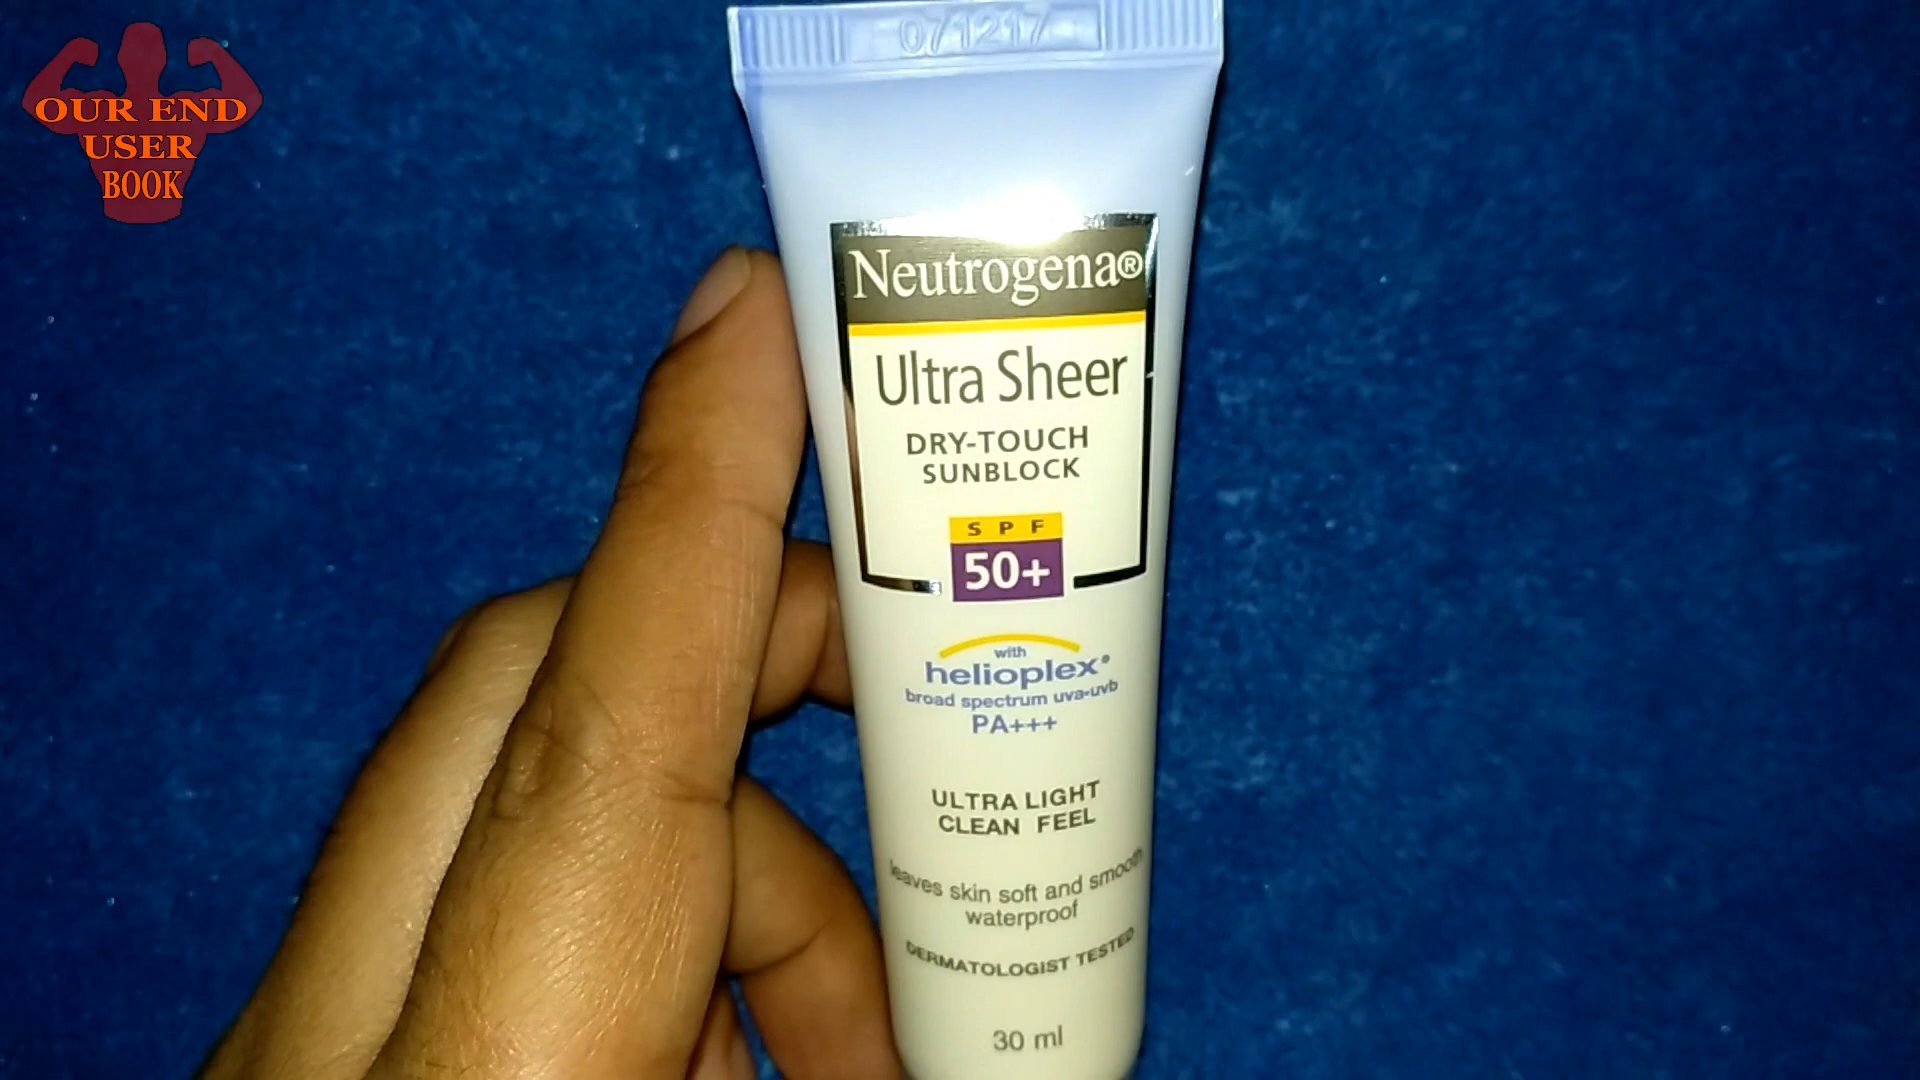 OUR END
USER
BOOK
071217
Neutrogena®
Ultra Sheer
DRY-TOUCH
SUNBLOCK
SPF
50+
with
helioplex®
broad spectrum uva-uvb
PA+++
ULTRA LIGHT
CLEAN FEEL
leaves skin soft and smooth
waterproof
DERMATOLOGIST TESTED
30 ml